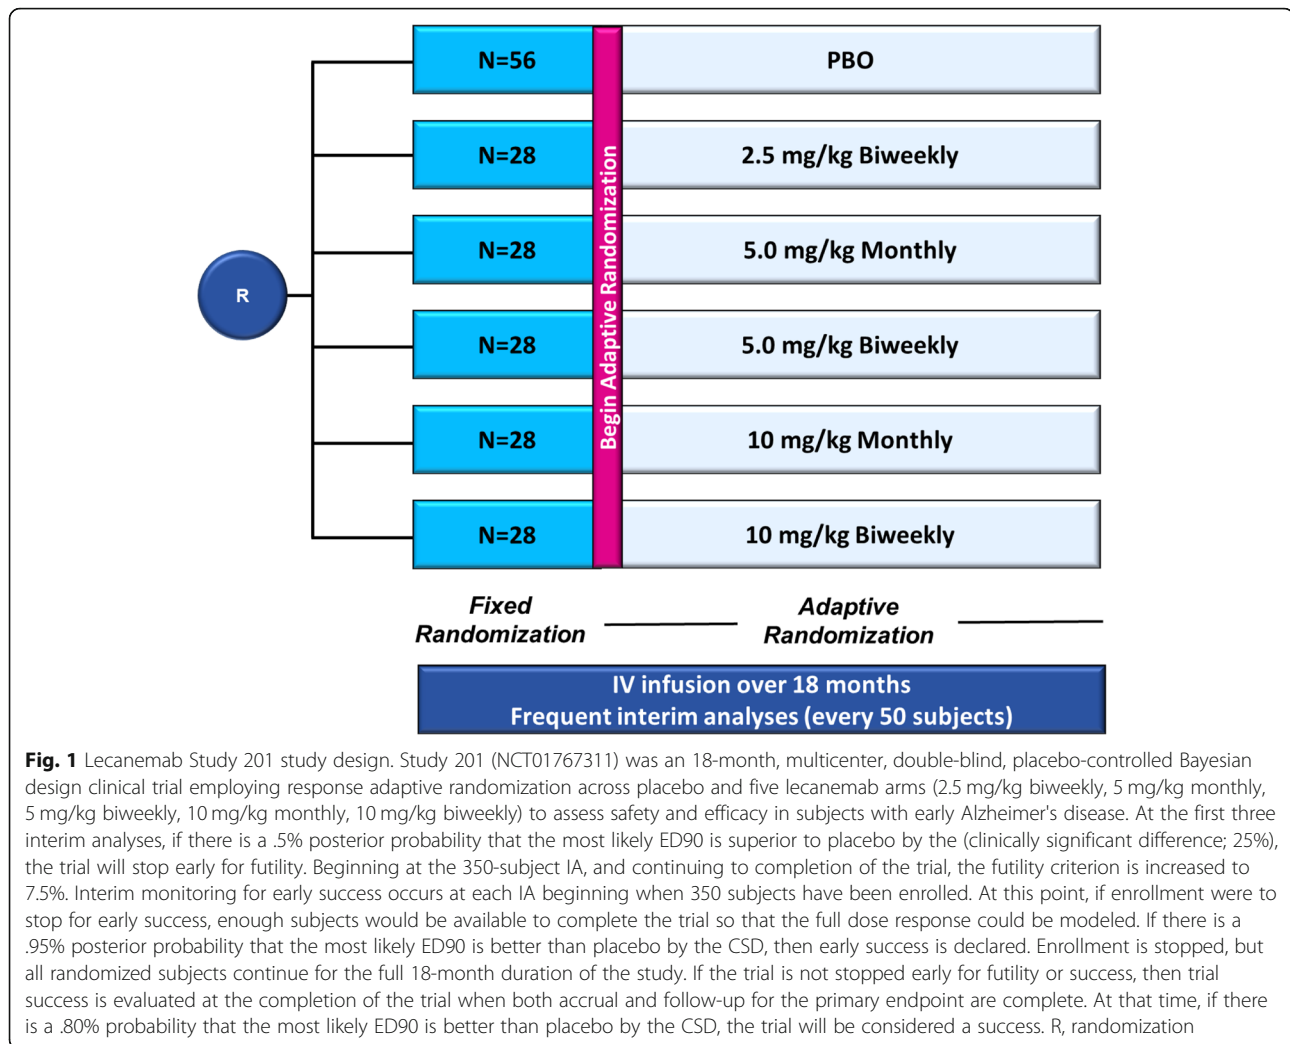 N=56
PBO
N=28
2.5 mg/kg Biweekly
N=28
5.0 mg/kg Monthly
R
N=28
5.0 mg/kg Biweekly
N=28
10 mg/kg Monthly
N=28
10 mg/kg Biweekly
Begin Adaptive Randomization
Fixed
Randomization
Adaptive
Randomization
IV infusion over 18 months
Frequent interim analyses (every 50 subjects)
Fig. 1 Lecanemab Study 201 study design. Study 201 (NCT01767311) was an 18-month, multicenter, double-blind, placebo-controlled Bayesian
design clinical trial employing response adaptive randomization across placebo and five lecanemab arms (2.5 mg/kg biweekly, 5 mg/kg monthly,
5 mg/kg biweekly, 10 mg/kg monthly, 10 mg/kg biweekly) to assess safety and efficacy in subjects with early Alzheimer's disease. At the first three
interim analyses, if there is a .5% posterior probability that the most likely ED90 is superior to placebo by the (clinically significant difference; 25%),
the trial will stop early for futility. Beginning at the 350-subject IA, and continuing to completion of the trial, the futility criterion is increased to
7.5%. Interim monitoring for early success occurs at each IA beginning when 350 subjects have been enrolled. At this point, if enrollment were to
stop for early success, enough subjects would be available to complete the trial so that the full dose response could be modeled. If there is a
.95% posterior probability that the most likely ED90 is better than placebo by the CSD, then early success is declared. Enrollment is stopped, but
all randomized subjects continue for the full 18-month duration of the study. If the trial is not stopped early for futility or success, then trial
success is evaluated at the completion of the trial when both accrual and follow-up for the primary endpoint are complete. At that time, if there
is a .80% probability that the most likely ED90 is better than placebo by the CSD, the trial will be considered a success. R, randomization